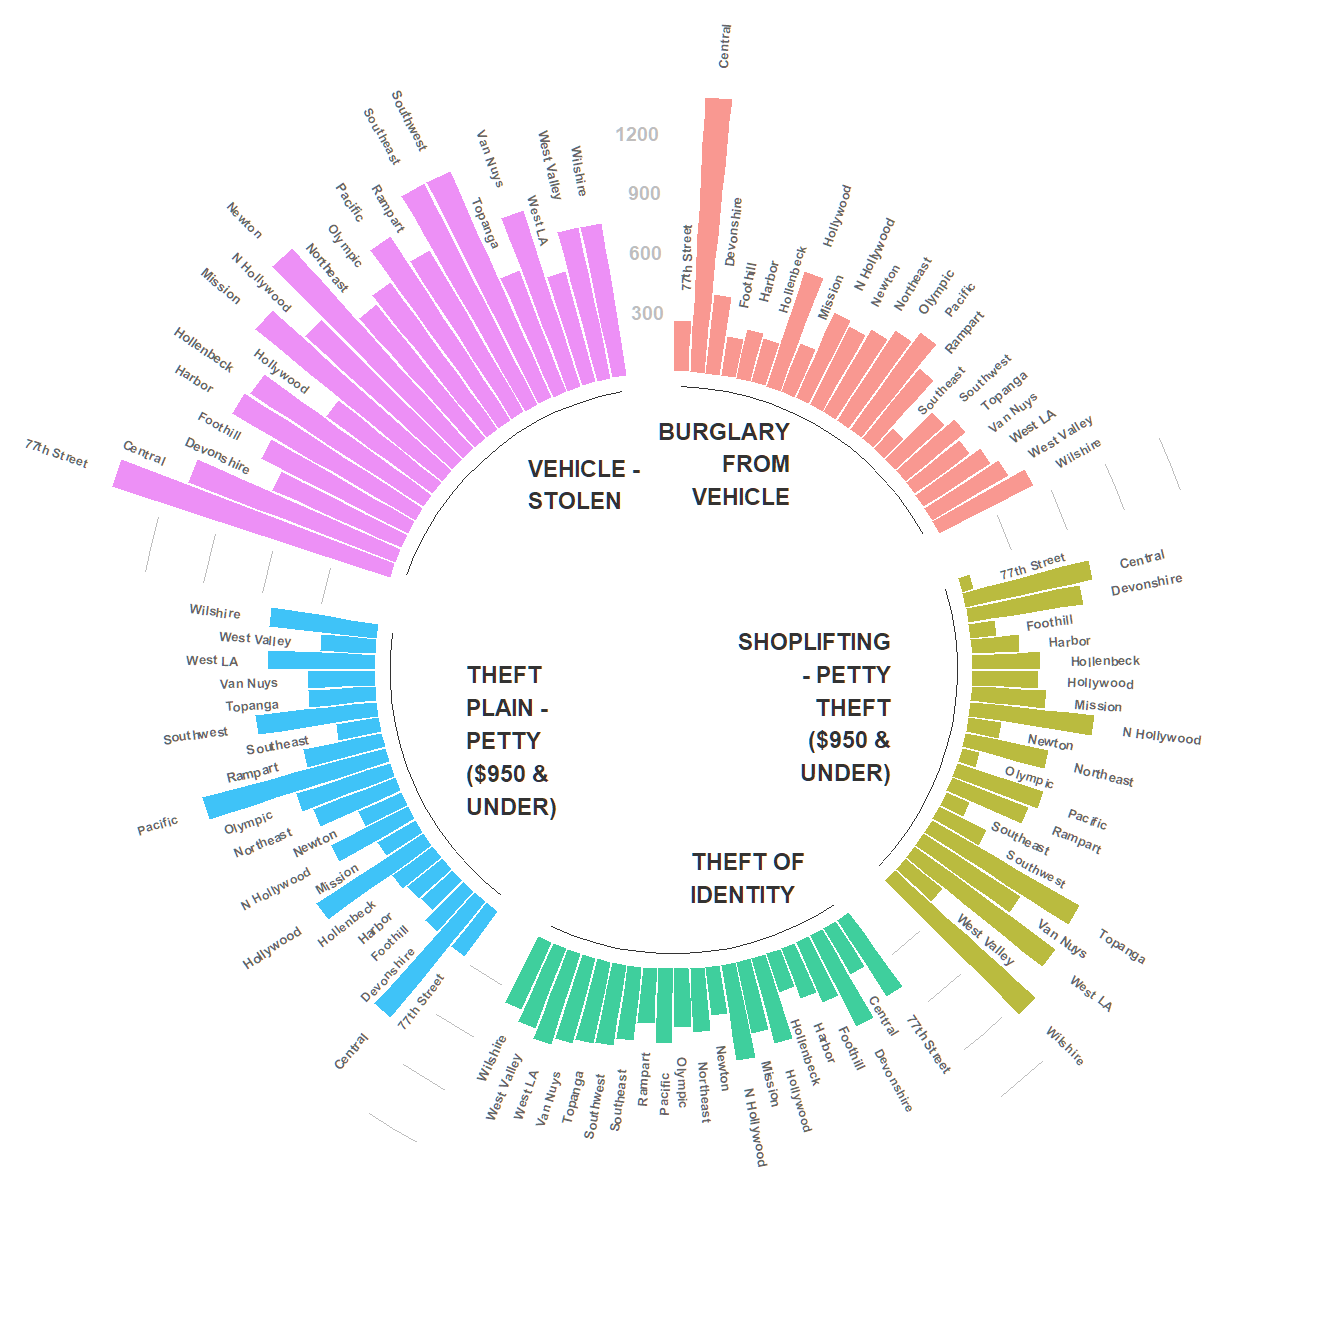 1200
900
600
300
77th Street
Central
Devonshire
Foothill
Harbor
Hollenbeck
Hollywood
Mission
N Hollywood
Newton
Northeast
Olympic
Pacific
Rampart
Southeast
Southwest
Topanga
Van Nuys
West LA
West Valley
Wilshire
BURGLARY
FROM
VEHICLE
77th Street
Central
Devonshire
Foothill
Harbor
Hollenbeck
Hollywood
Mission
N Hollywood
Newton
Northeast
Olympic
Pacific
Rampart
Southeast
Southwest
Topanga
Van Nuys
West LA
West Valley
Wilshire
SHOPLIFTING
- PETTY
THEFT
($950 &
UNDER)
77th Street
Central
Devonshire
Foothill
Harbor
Hollenbeck
Hollywood
Mission
N Hollywood
Newton
Northeast
Olympic
Pacific
Rampart
Southeast
Southwest
Topanga
Van Nuys
West LA
West Valley
Wilshire
THEFT OF
IDENTITY
77th Street
Central
Devonshire
Foothill
Harbor
Hollenbeck
Hollywood
Mission
N Hollywood
Newton
Northeast
Olympic
Pacific
Rampart
Southeast
Southwest
Topanga
Van Nuys
West LA
West Valley
Wilshire
THEFT
PLAIN -
PETTY
($950 &
UNDER)
77th Street
Central
Devonshire
Foothill
Harbor
Hollenbeck
Hollywood
Mission
N Hollywood
Newton
Northeast
Olympic
Pacific
Rampart
Southeast
Southwest
Topanga
Van Nuys
West LA
West Valley
Wilshire
VEHICLE -
STOLEN